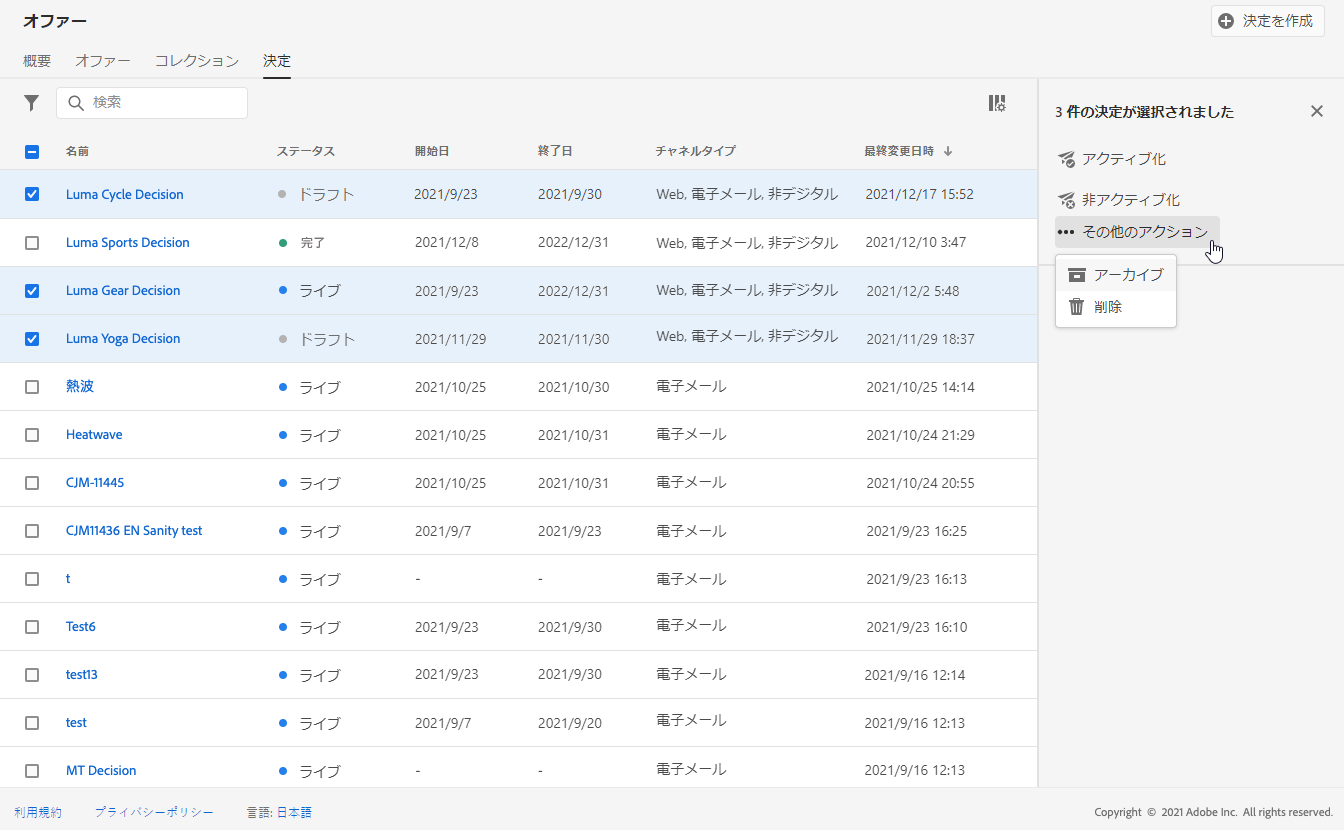 オファー
決定を作成
概要 オファー コレクション 決定
検索
3 件の決定が選択されました
名前 ステータス 開始日 終了日 チャネルタイプ 最終変更日時
アクティブ化
Luma Cycle Decision ドラフト 2021/9/23 2021/9/30 Web, 電子メール, 非デジタル 2021/12/17 15:52
非アクティブ化
その他のアクション
Luma Sports Decision 完了 2021/12/8 2022/12/31 Web, 電子メール, 非デジタル 2021/12/10 3:47
アーカイブ
Luma Gear Decision ライブ 2021/9/23 2022/12/31 Web, 電子メール, 非デジタル 2021/12/2 5:48
削除
Luma Yoga Decision ドラフト 2021/11/29 2021/11/30 Web, 電子メール, 非デジタル 2021/11/29 18:37
熱波 ライブ 2021/10/25 2021/10/30 電子メール 2021/10/25 14:14
Heatwave ライブ 2021/10/25 2021/10/31 電子メール 2021/10/24 21:29
CJM-11445 ライブ 2021/10/25 2021/10/31 電子メール 2021/10/24 20:55
CJM11436 EN Sanity test ライブ 2021/9/7 2021/9/23 電子メール 2021/9/23 16:25
t ライブ - - 電子メール 2021/9/23 16:13
Test6 ライブ 2021/9/23 2021/9/30 電子メール 2021/9/23 16:10
test13 ライブ 2021/9/23 2021/9/30 電子メール 2021/9/16 12:14
test ライブ 2021/9/7 2021/9/20 電子メール 2021/9/16 12:13
MT Decision ライブ - - 電子メール 2021/9/16 12:13
利用規約 プライバシーポリシー 言語: 日本語 Copyright © 2021 Adobe Inc. All rights reserved.